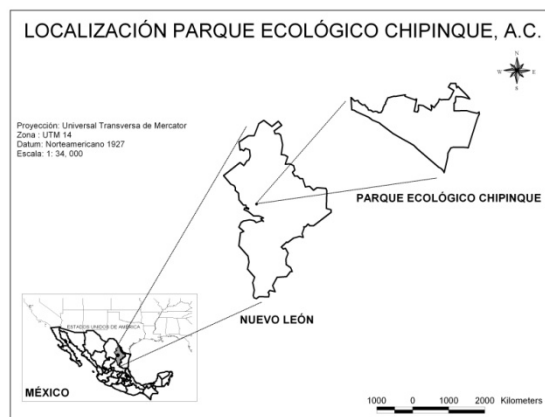 LOCALIZACIÓN PARQUE ECOLÓGICO CHIPINQUE, A.C.
N
W E
S
Proyección: Universal Transversa de Mercator
Zona : UTM 14
Datum: Norteamericano 1927
Escala: 1: 34, 000
PARQUE ECOLÓGICO CHIPINQUE
NUEVO LEÓN
ESTADOS UNIDOS DE AMÉRICA
MÉXICO
1000 0 1000 2000 Kilometers